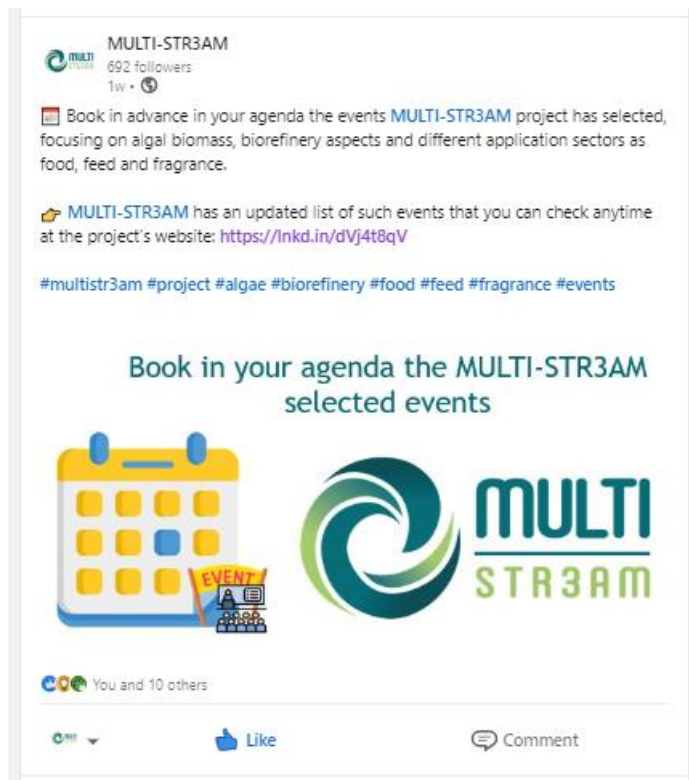 MULTI-STR3AM
692 followers
1w •
Book in advance in your agenda the events MULTI-STR3AM project has selected,
focusing on algal biomass, biorefinery aspects and different application sectors as
food, feed and fragrance.
MULTI-STR3AM has an updated list of such events that you can check anytime
at the project's website: https://lnkd.in/dVj4t8qV
#multistr3am #project #algae #biorefinery #food #feed #fragrance #events
Book in your agenda the MULTI-STR3AM
selected events
EVENT
MULTI
STR3AM
You and 10 others
Like
Comment